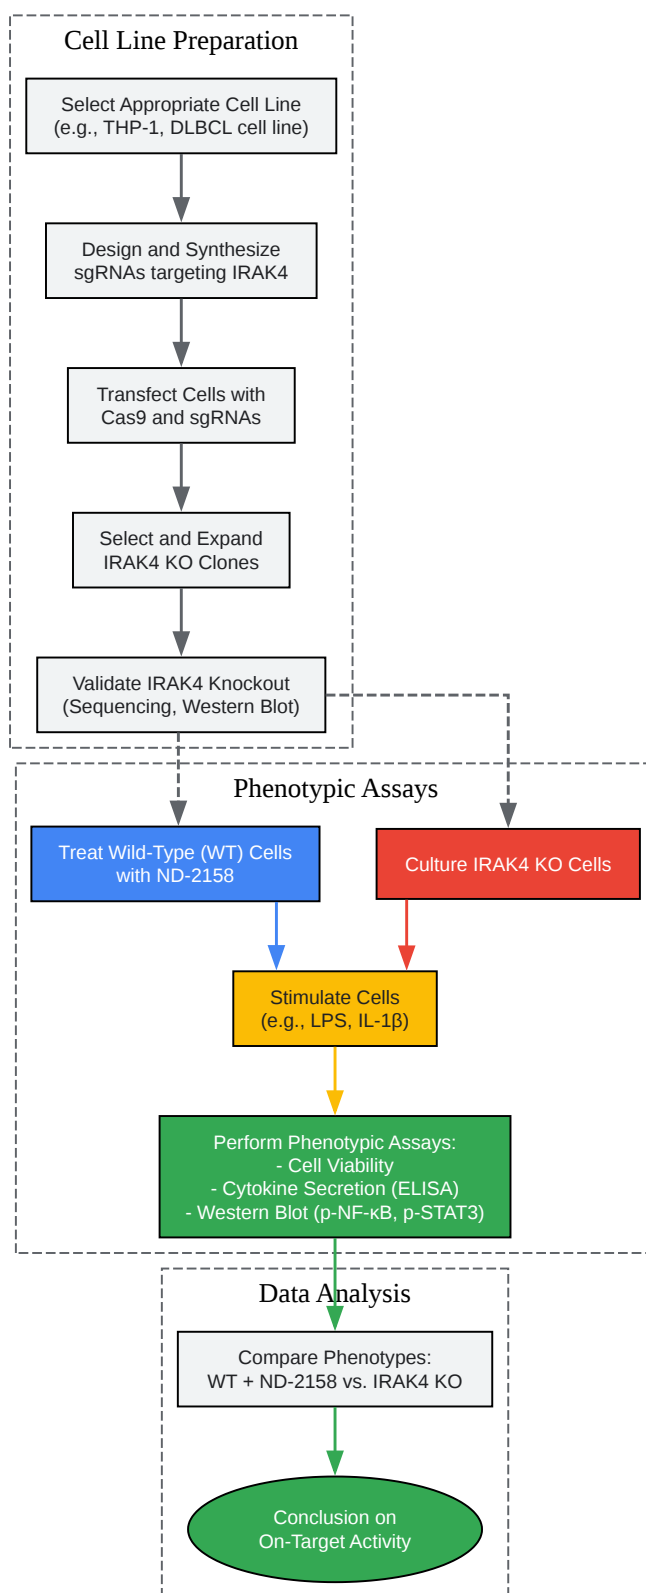 Cell Line Preparation
Select Appropriate Cell Line
(e.g., THP-1, DLBCL cell line)
Design and Synthesize
sgRNAs targeting IRAK4
Transfect Cells with
Cas9 and sgRNAs
Select and Expand
IRAK4 KO Clones
Validate IRAK4 Knockout
(Sequencing, Western Blot)
Phenotypic Assays
Treat Wild-Type (WT) Cells
with ND-2158
Culture IRAK4 KO Cells
Stimulate Cells
(e.g., LPS, IL-1β)
Perform Phenotypic Assays:
- Cell Viability
- Cytokine Secretion (ELISA)
- Western Blot (p-NF-κB, p-STAT3)
Data Analysis
Compare Phenotypes:
WT + ND-2158 vs. IRAK4 KO
Conclusion on
On-Target Activity